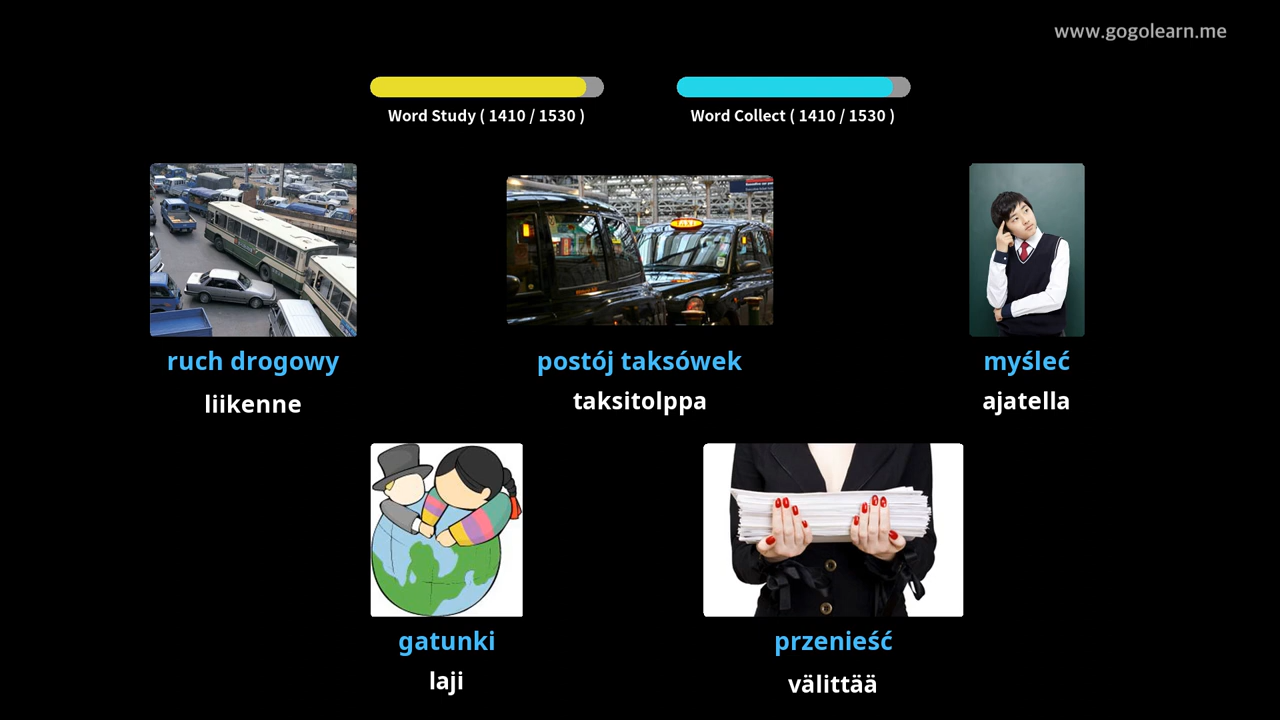 www.gogolearn.me
Word Study ( 1410 / 1530 )
Word Collect ( 1410 / 1530 )
ruch drogowy
liikenne
postój taksówek
taksitolppa
myśleć
ajatella
gatunki
laji
przenieść
välittää